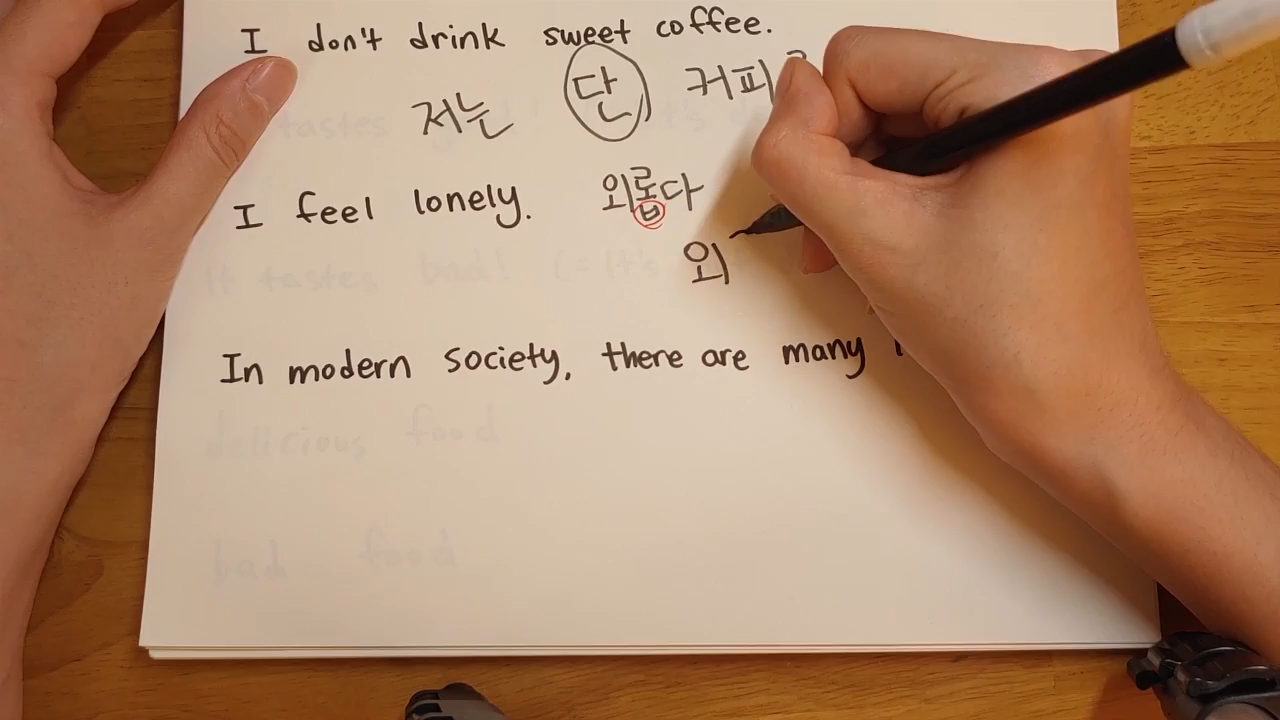 I don't drink sweet coffee.
저는 단 커피
I feel lonely. 외롭다
외
In modern society, there are many